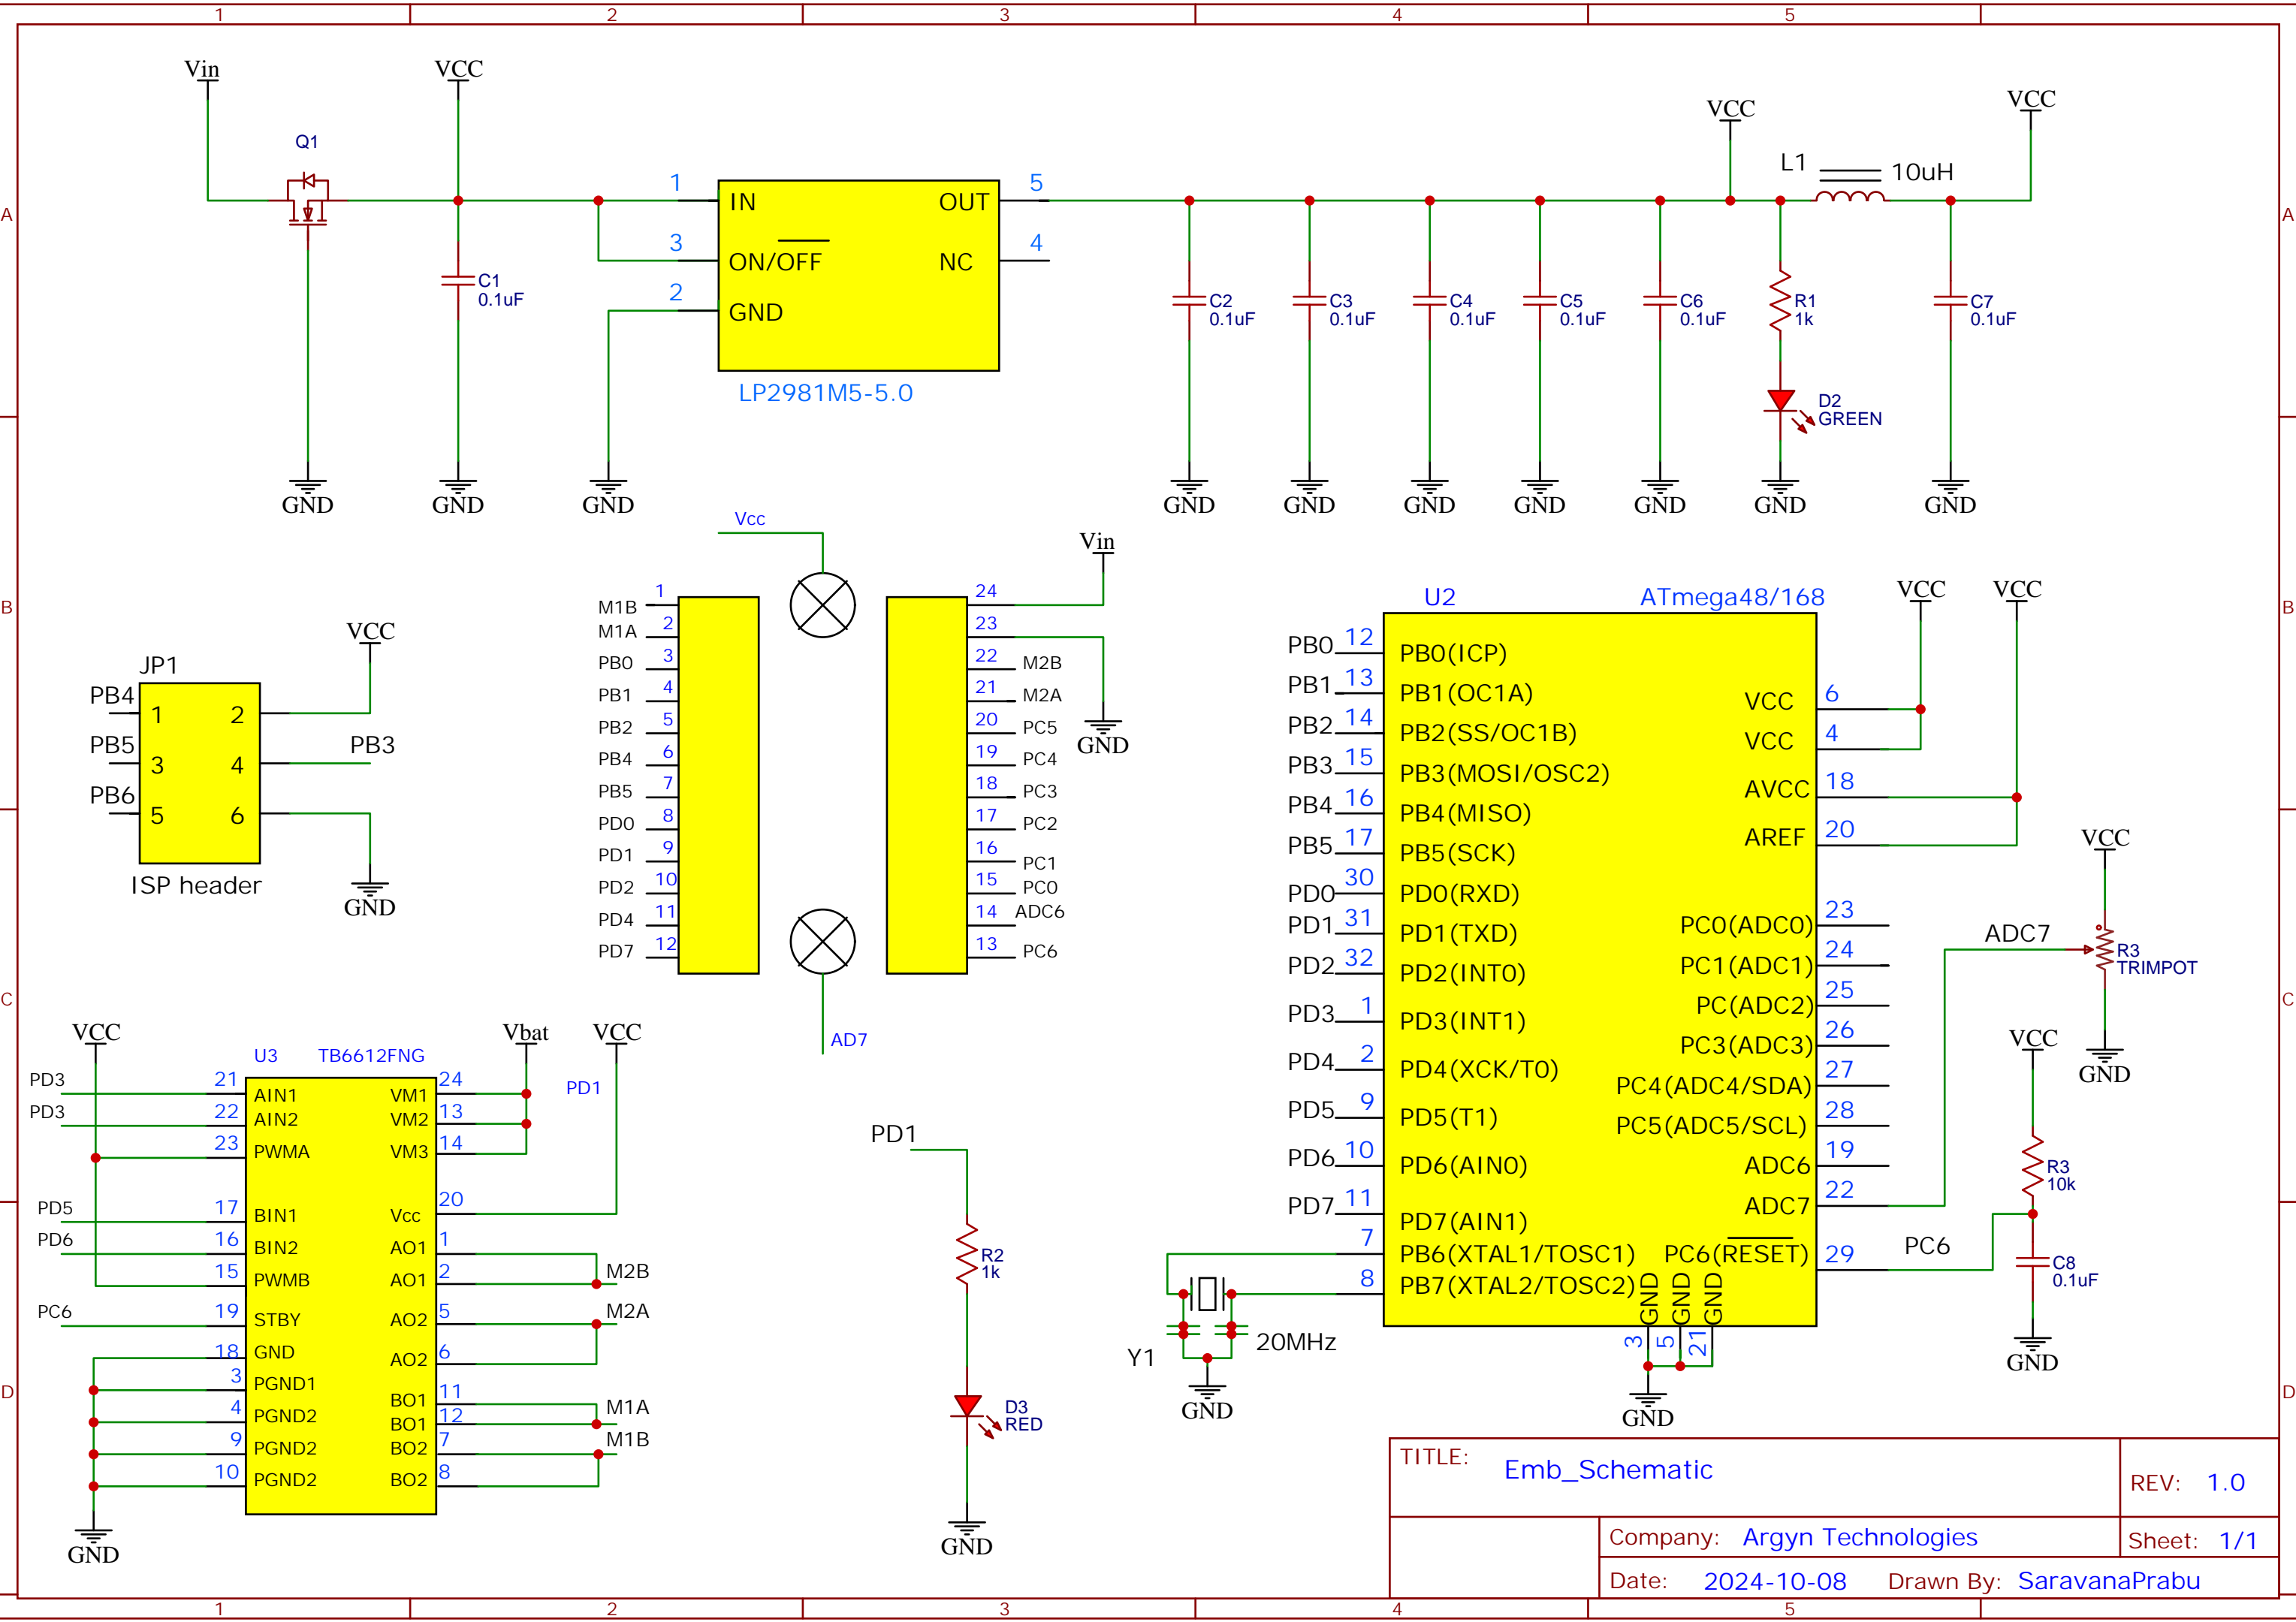 1 2 3 4 5
A
B
C
D
A
B
C
D
Vin
VCC
Q1
C1
0.1uF
GND
GND
GND
1 IN
3 ON/OFF
2 GND
OUT 5
NC 4
LP2981M5-5.0
C2
0.1uF
C3
0.1uF
C4
0.1uF
C5
0.1uF
C6
0.1uF
VCC
L1 10uH
VCC
R1
1k
D2
GREEN
C7
0.1uF
GND
GND
GND
GND
GND
GND
GND
JP1
VCC
PB4 1 2
PB5 3 4 PB3
PB6 5 6
ISP header
GND
Vcc
M1B 1
M1A 2
PB0 3
PB1 4
PB2 5
PB4 6
PB5 7
PD0 8
PD1 9
PD2 10
PD4 11
PD7 12
AD7
Vin
24
23
22 M2B
21 M2A
20 PC5
19 PC4
18 PC3
17 PC2
16 PC1
15 PC0
14 ADC6
13 PC6
GND
U2 ATmega48/168
PB0 12 PB0(ICP)
PB1 13 PB1(OC1A)
PB2 14 PB2(SS/OC1B)
PB3 15 PB3(MOSI/OSC2)
PB4 16 PB4(MISO)
PB5 17 PB5(SCK)
PD0 30 PD0(RXD)
PD1 31 PD1(TXD)
PD2 32 PD2(INT0)
PD3 1 PD3(INT1)
PD4 2 PD4(XCK/T0)
PD5 9 PD5(T1)
PD6 10 PD6(AIN0)
PD7 11 PD7(AIN1)
7 PB6(XTAL1/TOSC1)
8 PB7(XTAL2/TOSC2)
VCC VCC
VCC 6
VCC 4
AVCC 18
AREF 20
PC0(ADC0) 23
PC1(ADC1) 24
PC(ADC2) 25
PC3(ADC3) 26
PC4(ADC4/SDA) 27
PC5(ADC5/SCL) 28
ADC6 19
ADC7 22
PC6(RESET) 29
GND GND GND
3 5 21
GND
Y1 20MHz
GND
VCC
ADC7
R3
TRIMPOT
GND
VCC
R3
10k
PC6
C8
0.1uF
GND
VCC
U3 TB6612FNG
Vbat
VCC
PD1
PD3 21 AIN1
PD3 22 AIN2
23 PWMA
PD5 17 BIN1
PD6 16 BIN2
15 PWMB
PC6 19 STBY
18 GND
3 PGND1
4 PGND2
9 PGND2
10 PGND2
GND
VM1 24
VM2 13
VM3 14
Vcc 20
AO1 1
AO1 2 M2B
AO2 5 M2A
AO2 6
BO1 11 M1A
BO1 12
BO2 7 M1B
BO2 8
PD1
R2
1k
D3
RED
GND
TITLE: Emb_Schematic
REV: 1.0
Company: Argyn Technologies
Sheet: 1/1
Date: 2024-10-08 Drawn By: SaravanaPrabu
1 2 3 4 5